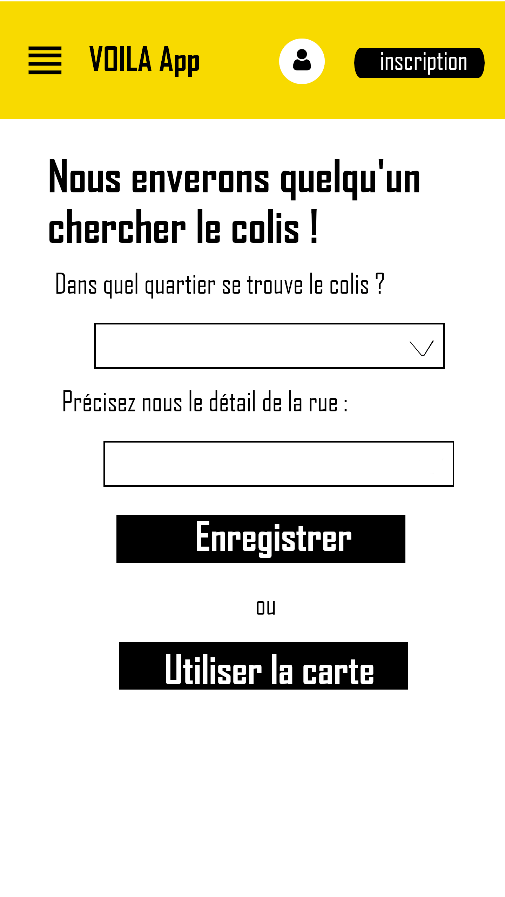 VOILA App
inscription
Nous enverons quelqu'un
chercher le colis !
Dans quel quartier se trouve le colis ?
Précisez nous le détail de la rue :
Enregistrer
ou
Utiliser la carte